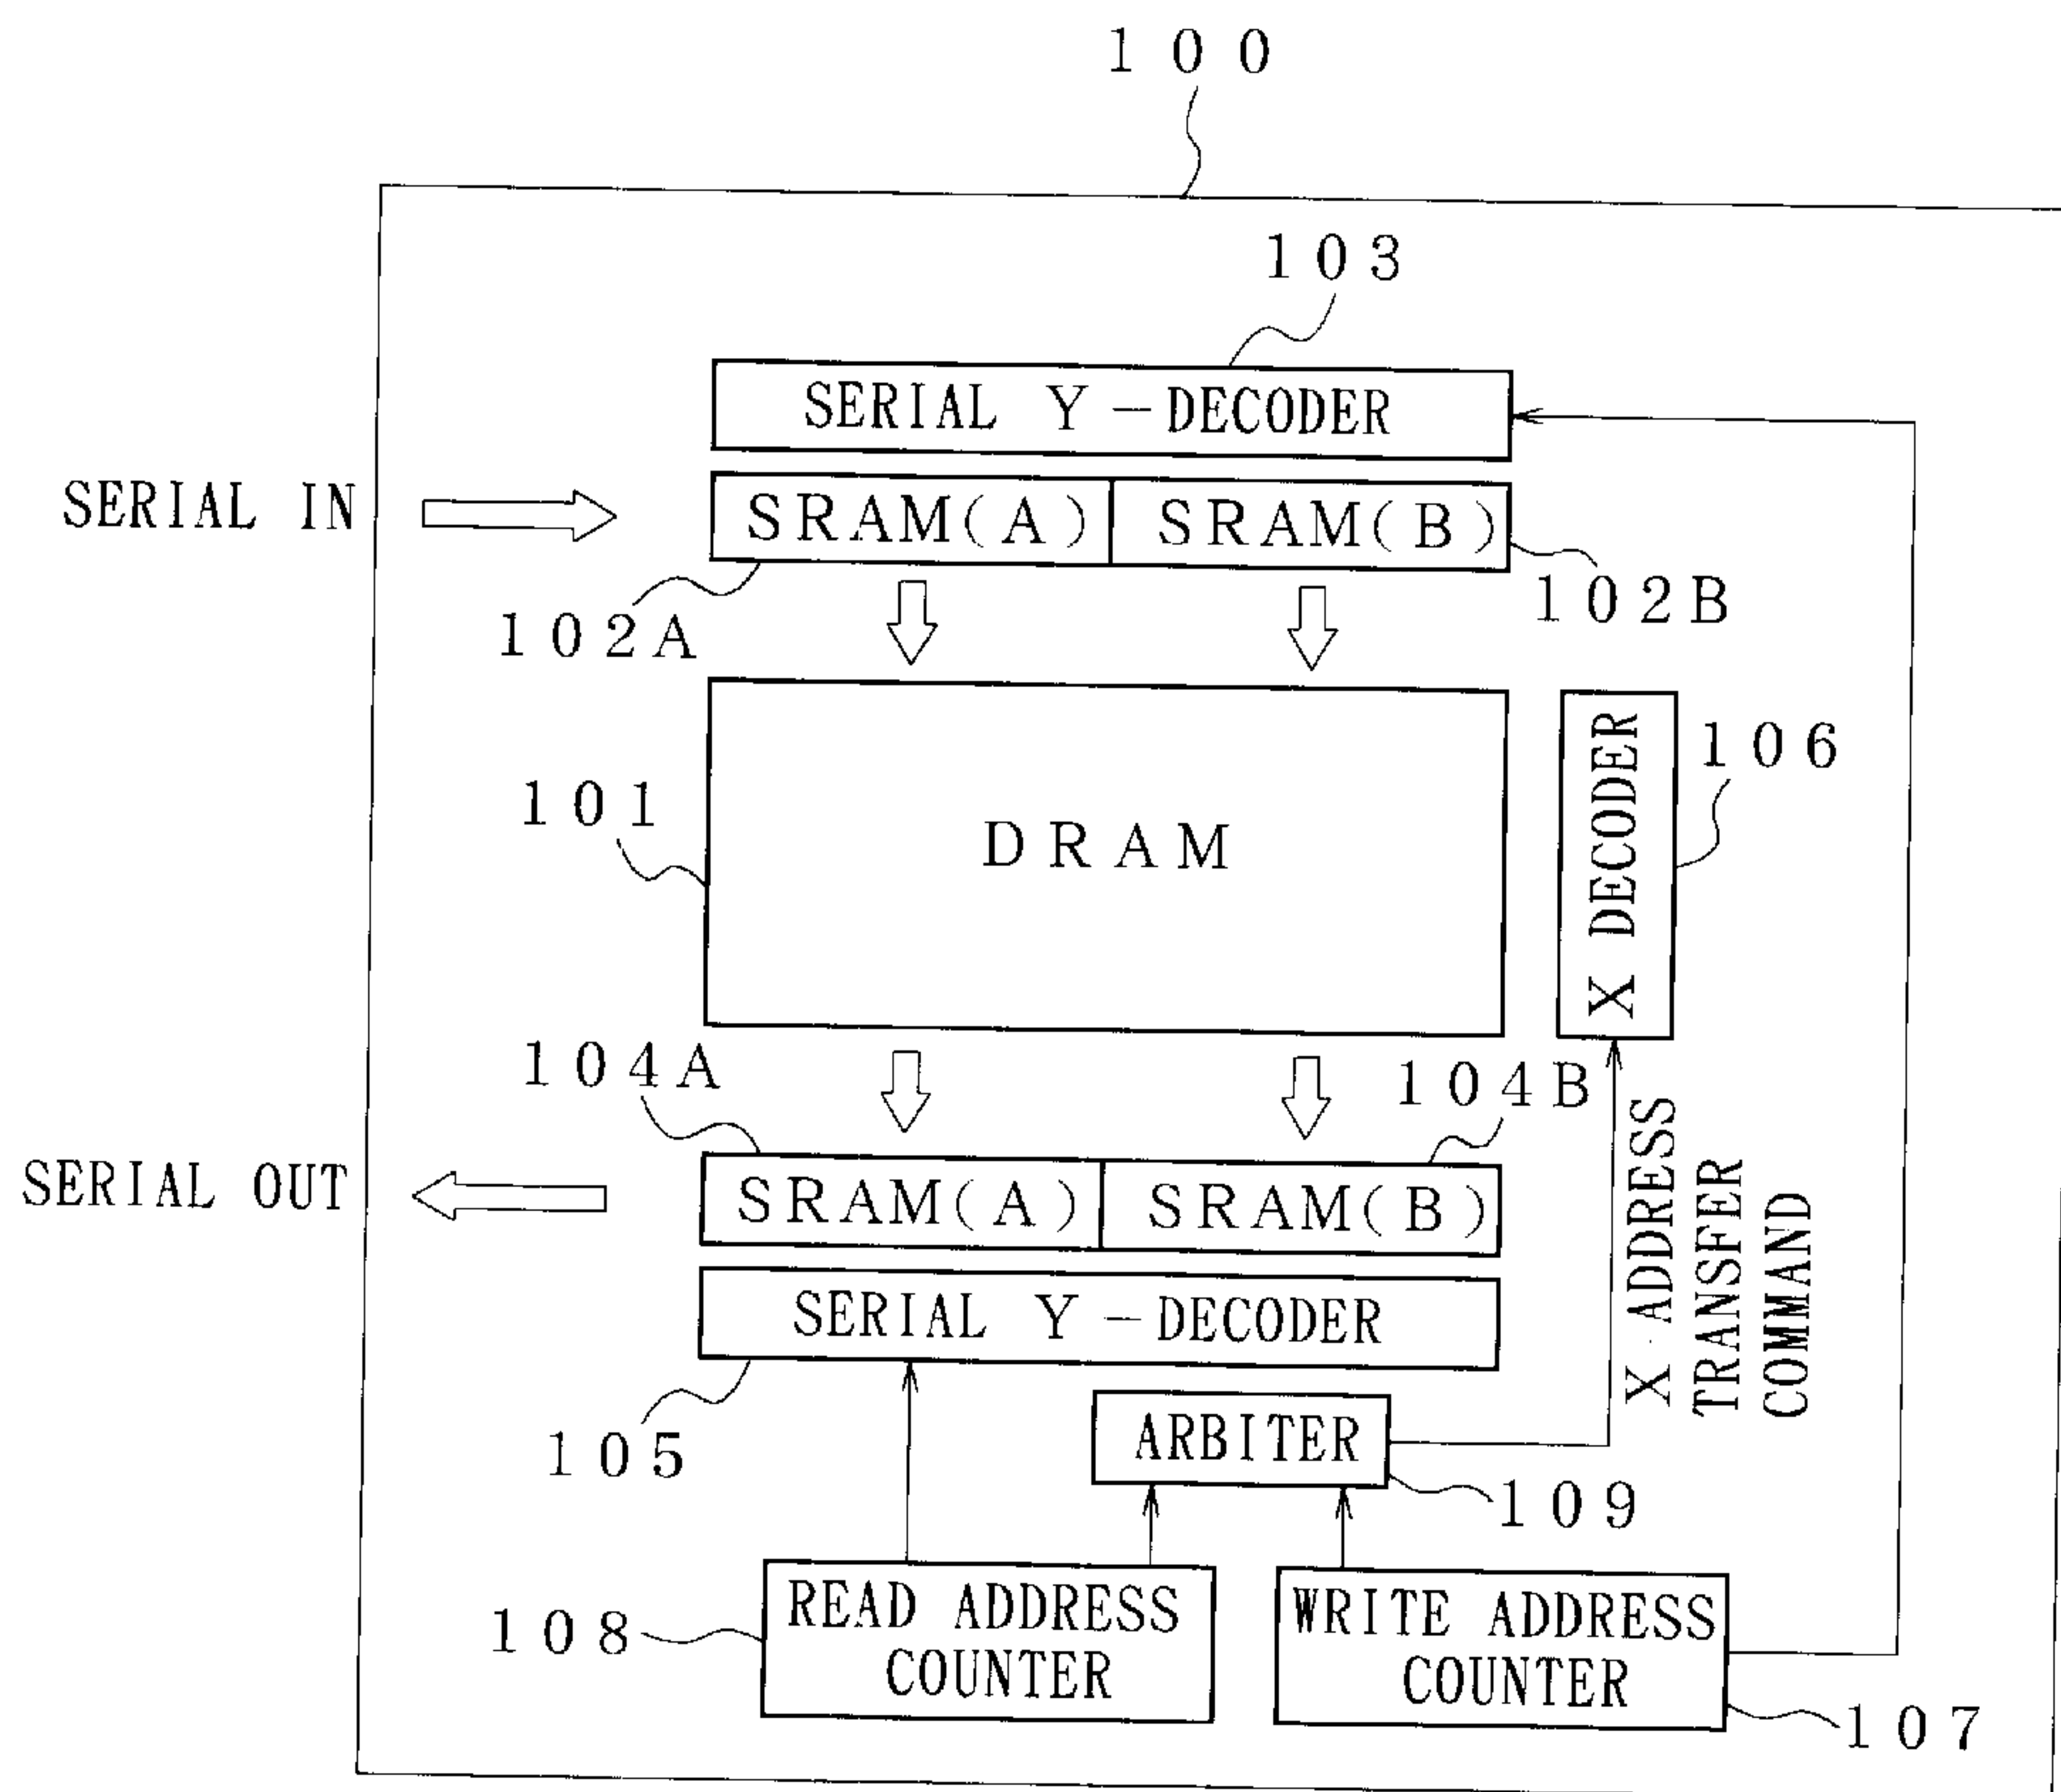 100
103
SERIAL Y-DECODER
SERIAL IN
SRAM(A)
SRAM(B)
102A
102B
101
DRAM
X DECODER
106
104A
104B
SERIAL OUT
SRAM(A)
SRAM(B)
X ADDRESS
TRANSFER
COMMAND
SERIAL Y-DECODER
105
ARBITER
109
108
READ ADDRESS
COUNTER
WRITE ADDRESS
COUNTER
107